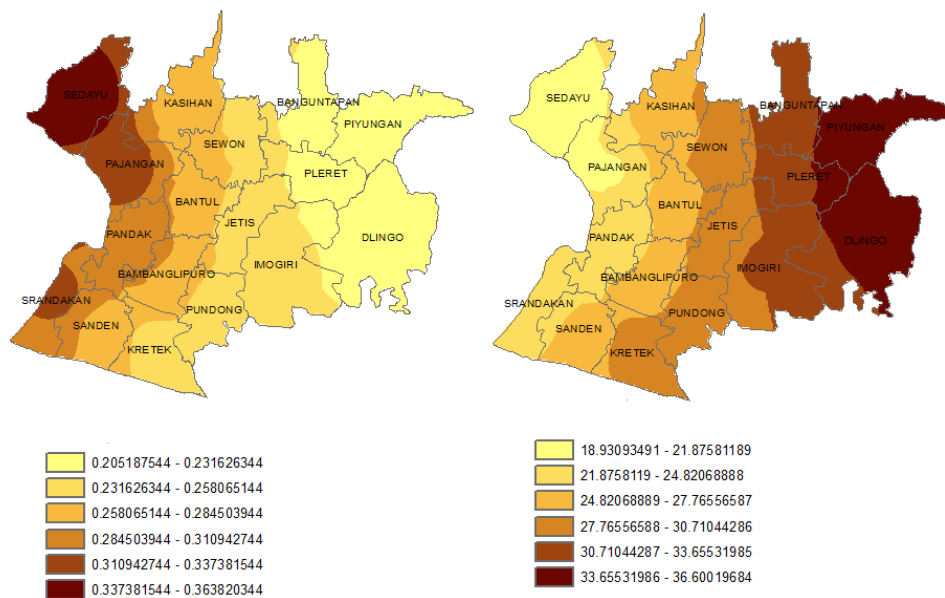 SEDAYU
KASIHAN
BANGUNTAPAN
PIYUNGAN
SEWON
PAJANGAN
PLERET
BANTUL
JETIS
PANDAK
DLINGO
IMOGIRI
BAMBANGLIPURO
SRANDAKAN
PUNDONG
SANDEN
KRETEK
SEDAYU
KASIHAN
BANGUNTAPAN
PIYUNGAN
SEWON
PAJANGAN
PLERET
BANTUL
JETIS
PANDAK
DLINGO
IMOGIRI
BAMBANGLIPURO
SRANDAKAN
PUNDONG
SANDEN
KRETEK
0.205187544 - 0.231626344
0.231626344 - 0.258065144
0.258065144 - 0.284503944
0.284503944 - 0.310942744
0.310942744 - 0.337381544
0.337381544 - 0.363820344
18.93093491 - 21.87581189
21.8758119 - 24.82068888
24.82068889 - 27.76556587
27.76556588 - 30.71044286
30.71044287 - 33.65531985
33.65531986 - 36.60019684